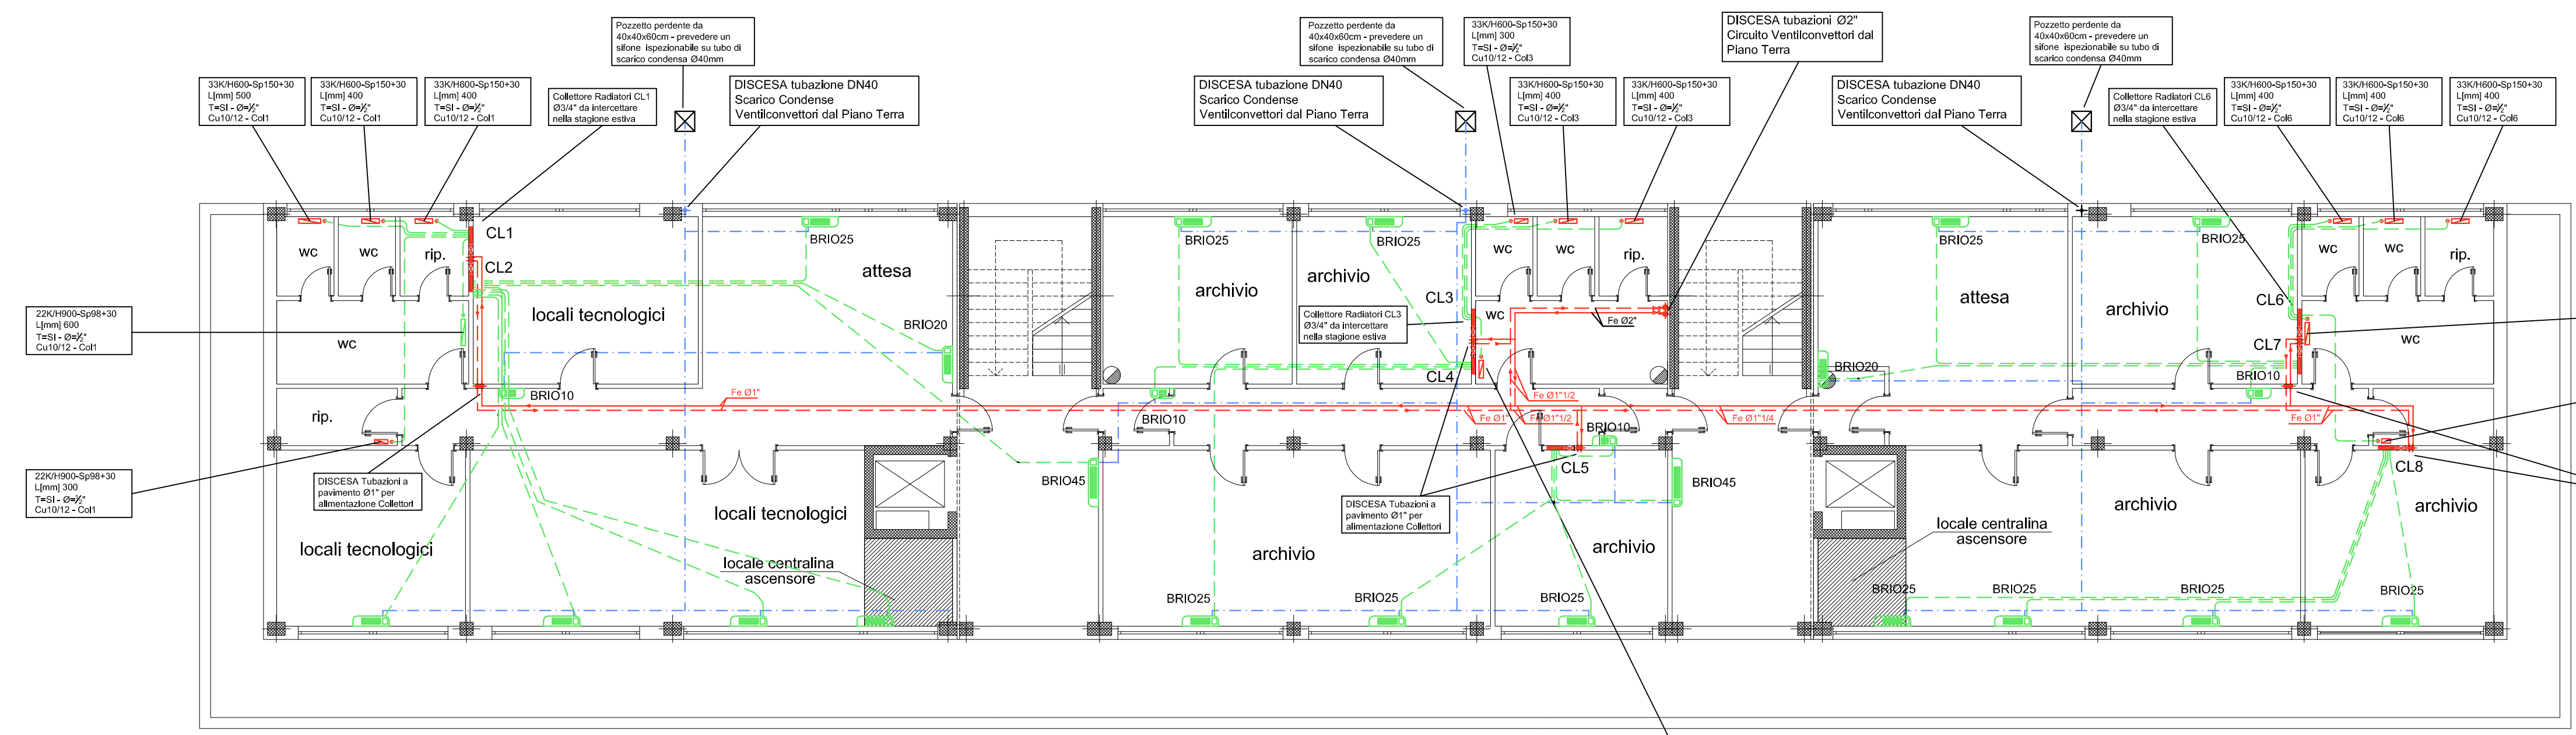 Pozzetto perdente da
40x40x60cm - prevedere un
sifone ispezionabile su tubo di
scarico condensa Ø40mm
Pozzetto perdente da
40x40x60cm - prevedere un
sifone ispezionabile su tubo di
scarico condensa Ø40mm
33K/H600-Sp150+30
L[mm] 300
T=SI - Ø=½"
Cu10/12 - Col3
DISCESA tubazioni Ø2"
Circuito Ventilconvettori dal
Piano Terra
Pozzetto perdente da
40x40x60cm - prevedere un
sifone ispezionabile su tubo di
scarico condensa Ø40mm
33K/H600-Sp150+30
L[mm] 500
T=SI - Ø=½"
Cu10/12 - Col1
33K/H600-Sp150+30
L[mm] 400
T=SI - Ø=½"
Cu10/12 - Col1
33K/H600-Sp150+30
L[mm] 400
T=SI - Ø=½"
Cu10/12 - Col1
Collettore Radiatori CL1
Ø3/4" da intercettare
nella stagione estiva
DISCESA tubazione DN40
Scarico Condense
Ventilconvettori dal Piano Terra
DISCESA tubazione DN40
Scarico Condense
Ventilconvettori dal Piano Terra
33K/H600-Sp150+30
L[mm] 400
T=SI - Ø=½"
Cu10/12 - Col3
33K/H600-Sp150+30
L[mm] 400
T=SI - Ø=½"
Cu10/12 - Col3
DISCESA tubazione DN40
Scarico Condense
Ventilconvettori dal Piano Terra
Collettore Radiatori CL6
Ø3/4" da intercettare
nella stagione estiva
33K/H600-Sp150+30
L[mm] 400
T=SI - Ø=½"
Cu10/12 - Col6
33K/H600-Sp150+30
L[mm] 400
T=SI - Ø=½"
Cu10/12 - Col6
33K/H600-Sp150+30
L[mm] 400
T=SI - Ø=½"
Cu10/12 - Col6
CL1
wc
wc
rip.
CL2
BRIO25
attesa
locali tecnologici
BRIO20
BRIO25
BRIO25
archivio
archivio
CL3
wc
wc
rip.
wc
Collettore Radiatori CL3
Ø3/4" da intercettare
nella stagione estiva
Fe Ø2"
CL4
BRIO25
BRIO25
attesa
archivio
CL6
wc
wc
rip.
CL7
wc
BRIO20
BRIO10
22K/H900-Sp98+30
L[mm] 600
T=SI - Ø=½"
Cu10/12 - Col1
wc
BRIO10
Fe Ø1"
rip.
BRIO10
Fe Ø1"1/2
Fe Ø1"
Fe Ø1"1/2
BRIO10
Fe Ø1"1/4
Fe Ø1"
22K/H900-Sp98+30
L[mm] 300
T=SI - Ø=½"
Cu10/12 - Col1
DISCESA Tubazioni a
pavimento Ø1" per
alimentazione Collettori
BRIO45
CL5
BRIO45
CL8
DISCESA Tubazioni a
pavimento Ø1" per
alimentazione Collettori
locali tecnologici
locali tecnologici
locale centralina
ascensore
archivio
archivio
locale centralina
ascensore
archivio
archivio
BRIO25
BRIO25
BRIO25
BRIO25
BRIO25
BRIO25
BRIO25